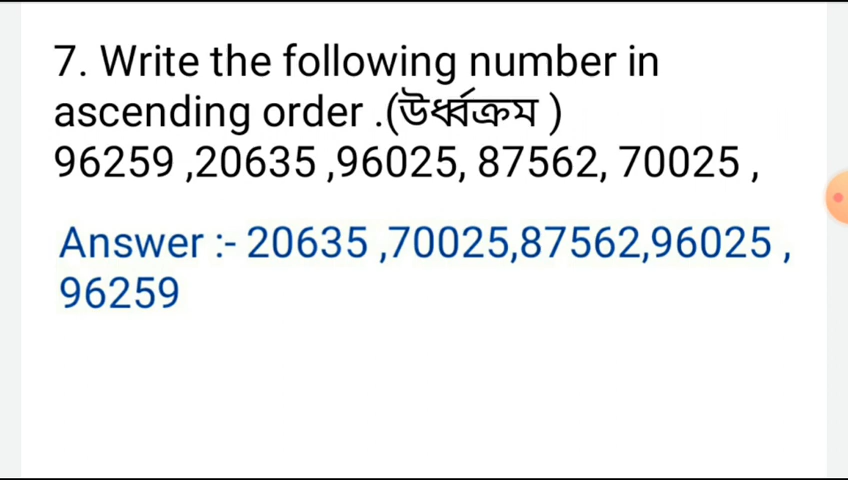 7. Write the following number in
ascending order .(উর্ধ্বক্রম )
96259 ,20635 ,96025, 87562, 70025 ,
Answer :- 20635 ,70025,87562,96025 ,
96259